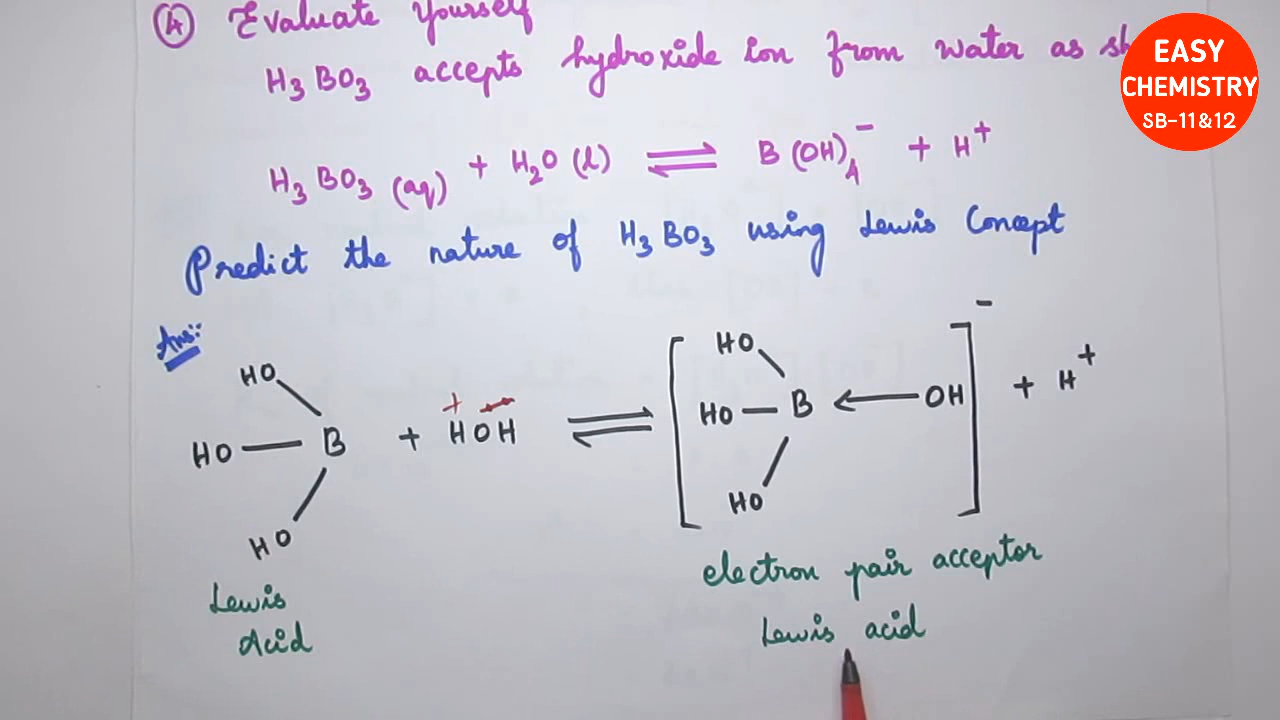 ④ Evaluate Yourself
H₃BO₃ accepts hydroxide ion from water as sh
EASY
CHEMISTRY
SB-11&12
H₃BO₃ (aq) + H₂O (l) ⇌ B(OH)₄⁻ + H⁺
Predict the nature of H₃BO₃ using Lewis Concept
Ans:
HO
HO — B + HOH ⇌
HO
+ -
[
HO
HO — B ← OH
HO
]⁻ + H⁺
Lewis
Acid
electron pair acceptor
Lewis acid